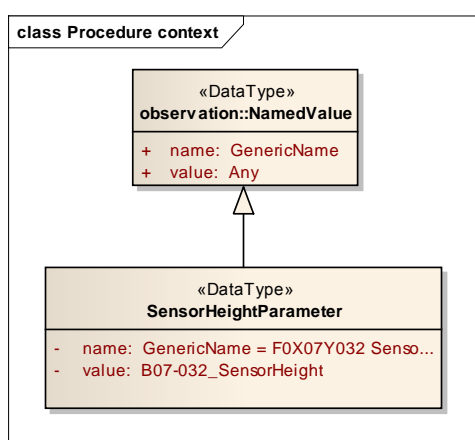 class Procedure context
«DataType»
observation::NamedValue
+ name: GenericName
+ value: Any
«DataType»
SensorHeightParameter
- name: GenericName = F0X07Y032 Senso...
- value: B07-032_SensorHeight